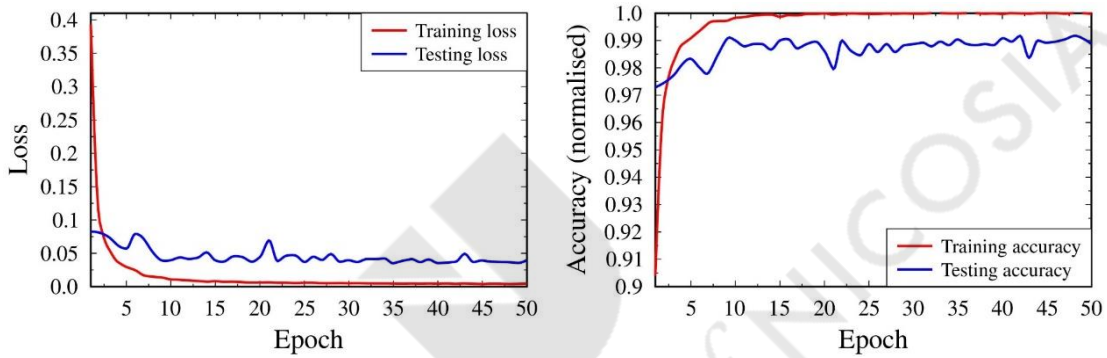 0.41
0.4
0.35
0.3
0.25
0.2
0.15
0.1
0.05
0.0
Loss
Training loss
Testing loss
5 10 15 20 25 30 35 40 45 50
Epoch
1.0
0.99
0.98
0.97
0.96
0.95
0.94
0.93
0.92
0.91
0.9
Accuracy (normalised)
Training accuracy
Testing accuracy
5 10 15 20 25 30 35 40 45 50
Epoch
NICOSIA